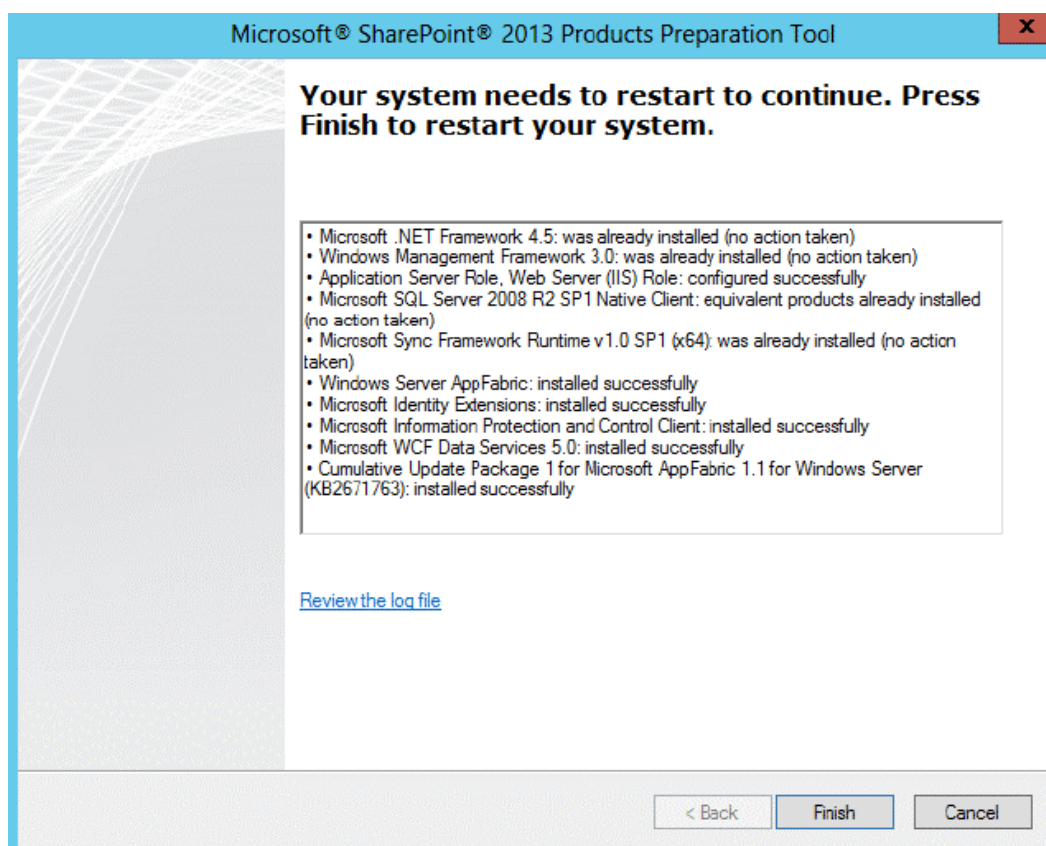 Microsoft® SharePoint® 2013 Products Preparation Tool
x
Your system needs to restart to continue. Press
Finish to restart your system.
• Microsoft .NET Framework 4.5: was already installed (no action taken)
• Windows Management Framework 3.0: was already installed (no action taken)
• Application Server Role, Web Server (IIS) Role: configured successfully
• Microsoft SQL Server 2008 R2 SP1 Native Client: equivalent products already installed
(no action taken)
• Microsoft Sync Framework Runtime v1.0 SP1 (x64): was already installed (no action
taken)
• Windows Server AppFabric: installed successfully
• Microsoft Identity Extensions: installed successfully
• Microsoft Information Protection and Control Client: installed successfully
• Microsoft WCF Data Services 5.0: installed successfully
• Cumulative Update Package 1 for Microsoft AppFabric 1.1 for Windows Server
(KB2671763): installed successfully
Review the log file
< Back
Finish
Cancel